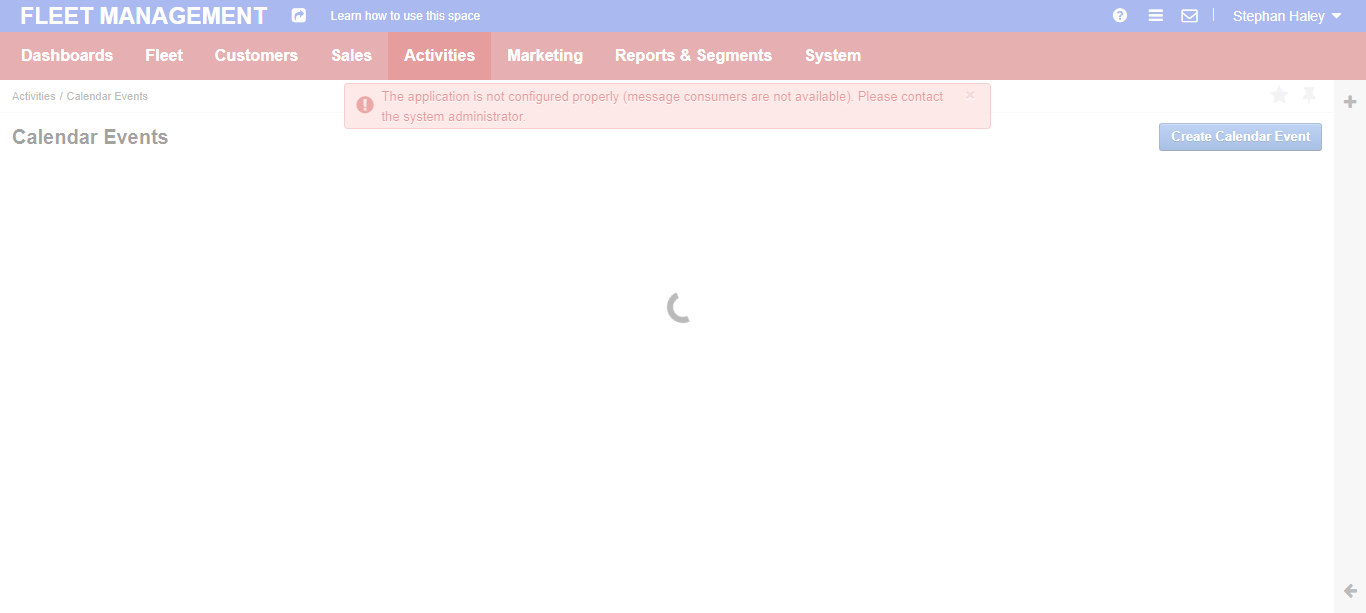 FLEET MANAGEMENT Learn how to use this space Stephan Haley
Dashboards Fleet Customers Sales Activities Marketing Reports & Segments System
Activities / Calendar Events
The application is not configured properly (message consumers are not available). Please contact
the system administrator.
Calendar Events
Create Calendar Event